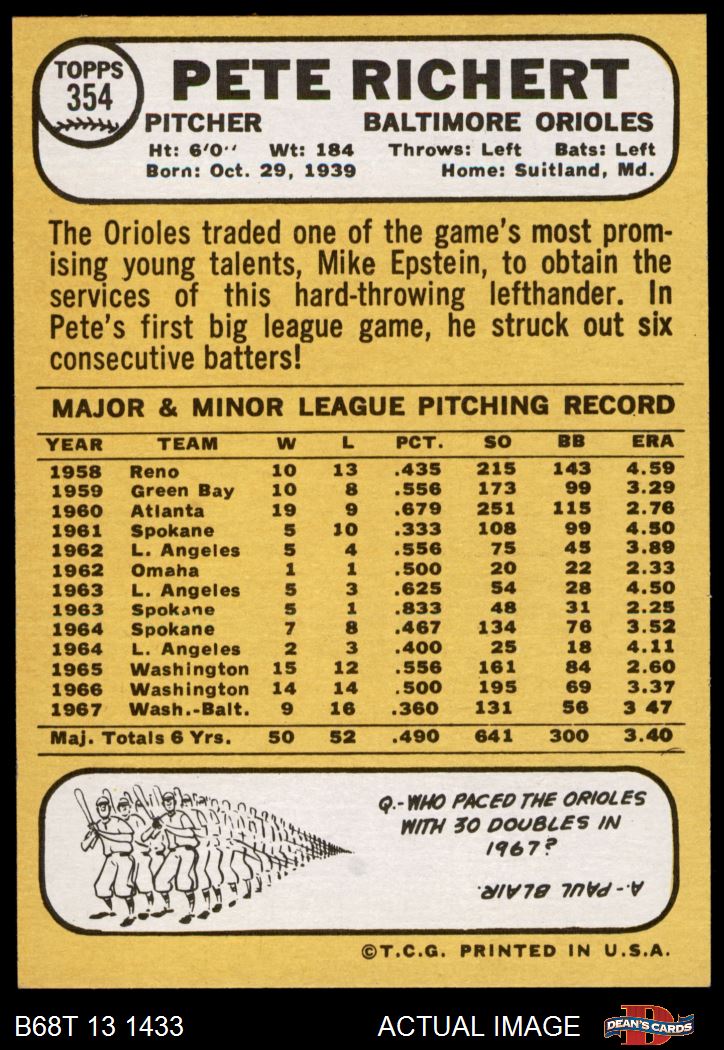 TOPPS
354
PETE RICHERT
PITCHER BALTIMORE ORIOLES
Ht: 6'0'' Wt: 184 Throws: Left Bats: Left
Born: Oct. 29, 1939 Home: Suitland, Md.
The Orioles traded one of the game's most prom-
ising young talents, Mike Epstein, to obtain the
services of this hard-throwing lefthander. In
Pete's first big league game, he struck out six
consecutive batters!
MAJOR & MINOR LEAGUE PITCHING RECORD
YEAR TEAM W L PCT. SO BB ERA
1958 Reno 10 13 .435 215 143 4.59
1959 Green Bay 10 8 .556 173 99 3.29
1960 Atlanta 19 9 .679 251 115 2.76
1961 Spokane 5 10 .333 108 99 4.50
1962 L. Angeles 5 4 .556 75 45 3.89
1962 Omaha 1 1 .500 20 22 2.33
1963 L. Angeles 5 3 .625 54 28 4.50
1963 Spokane 5 1 .833 48 31 2.25
1964 Spokane 7 8 .467 134 76 3.52
1964 L. Angeles 2 3 .400 25 18 4.11
1965 Washington 15 12 .556 161 84 2.60
1966 Washington 14 14 .500 195 69 3.37
1967 Wash.-Balt. 9 16 .360 131 56 3 47
Maj. Totals 6 Yrs. 50 52 .490 641 300 3.40
Q.-WHO PACED THE ORIOLES
WITH 30 DOUBLES IN
1967?
A.-PAUL BLAIR.
©T.C.G. PRINTED IN U.S.A.
B68T 13 1433 ACTUAL IMAGE D DEAN'S CARDS